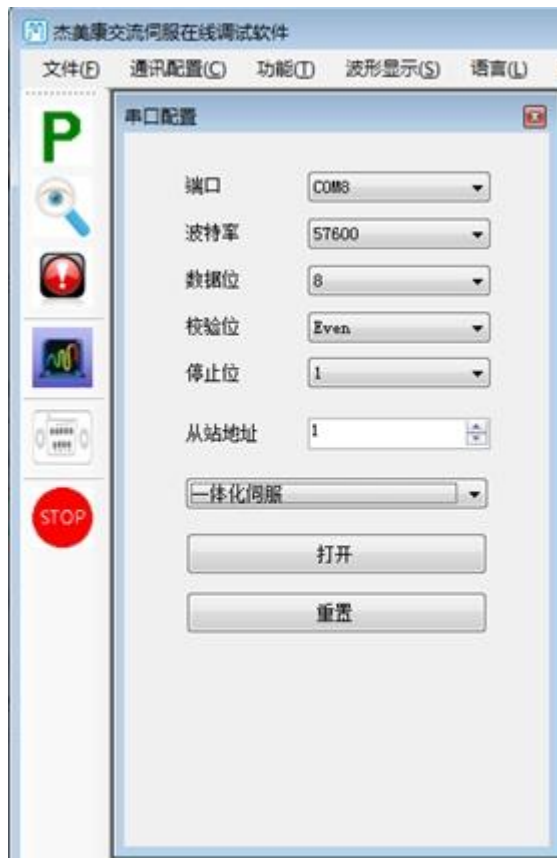 杰美康交流伺服在线调试软件
文件(F) 通讯配置(C) 功能(T) 波形显示(S) 语言(L)
串口配置
P
端口 COM8
波特率 57600
数据位 8
校验位 Even
停止位 1
从站地址 1
一体化伺服
STOP
打开
重置